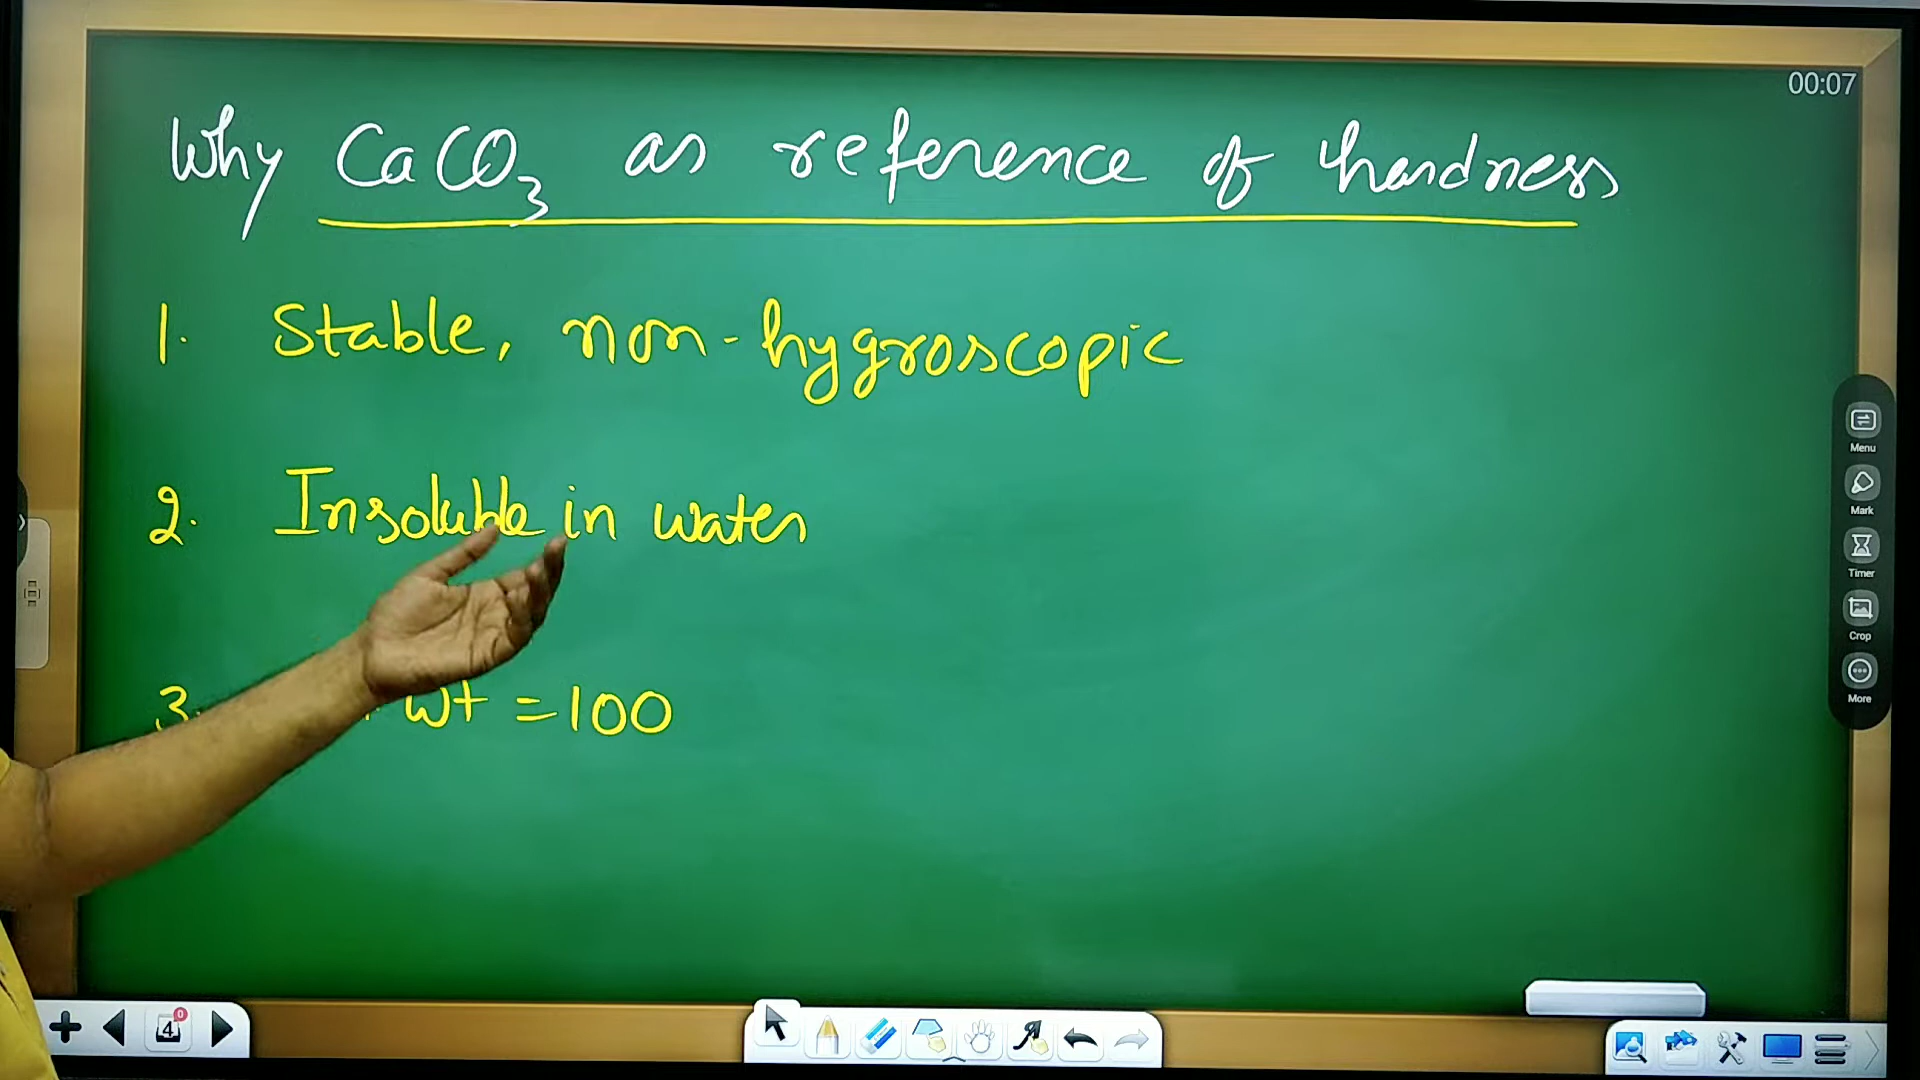 00:07
Why CaCO₃ as reference of hardness
1. Stable, non-hygroscopic
2. Insoluble in water
3. wt = 100
Menu
Mark
Timer
Crop
More
4
0